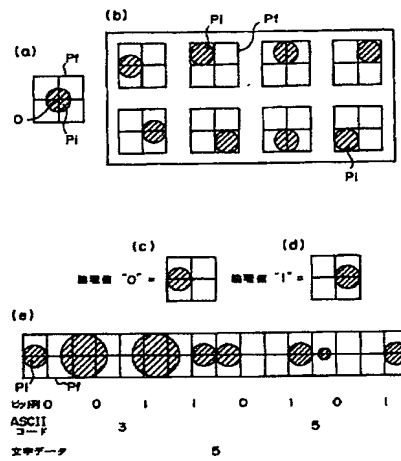 (a) Pf
O Pi
(b) Pi Pf
Pi
(c) (d)
論理値 "0" = 論理値 "1" =
(e)
Pi Pf
ビット列 0 0 1 1 0 1 0 1
ASCII
コード 3 5
文字データ 5